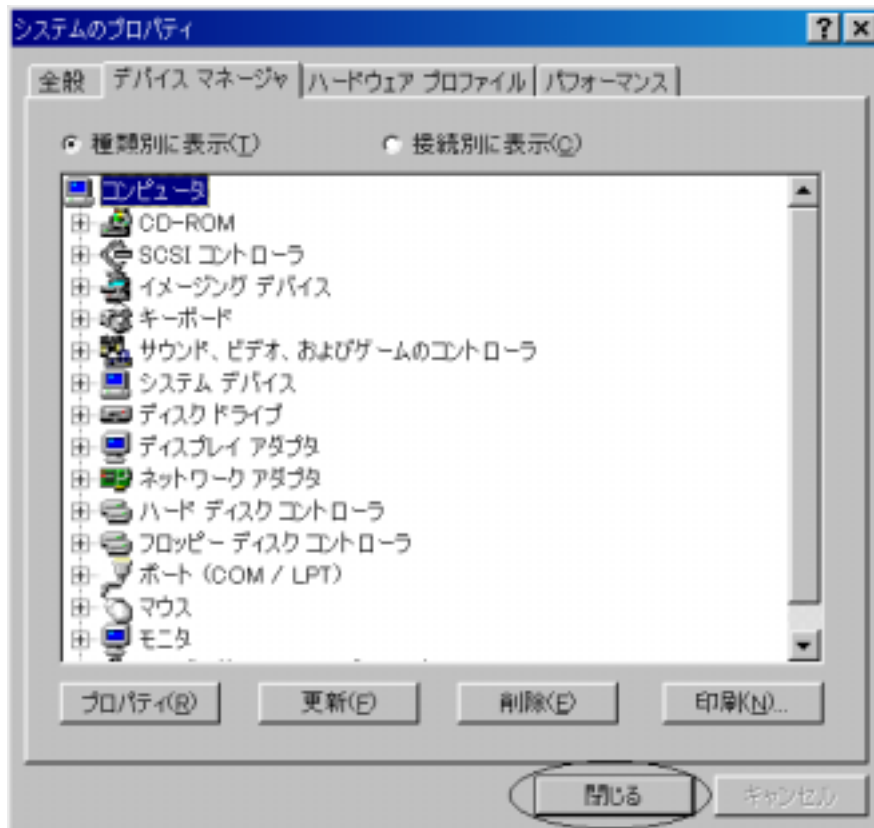 システムのプロパティ
全般 デバイス マネージャ ハードウェア プロファイル パフォーマンス
種類別に表示(T) 接続別に表示(C)
コンピュータ
CD-ROM
SCSI コントローラ
イメージング デバイス
キーボード
サウンド、ビデオ、およびゲームのコントローラ
システム デバイス
ディスク ドライブ
ディスプレイ アダプタ
ネットワーク アダプタ
ハード ディスク コントローラ
フロッピー ディスク コントローラ
ポート (COM / LPT)
マウス
モニタ
プロパティ(R) 更新(F) 削除(E) 印刷(N)...
閉じる キャンセル